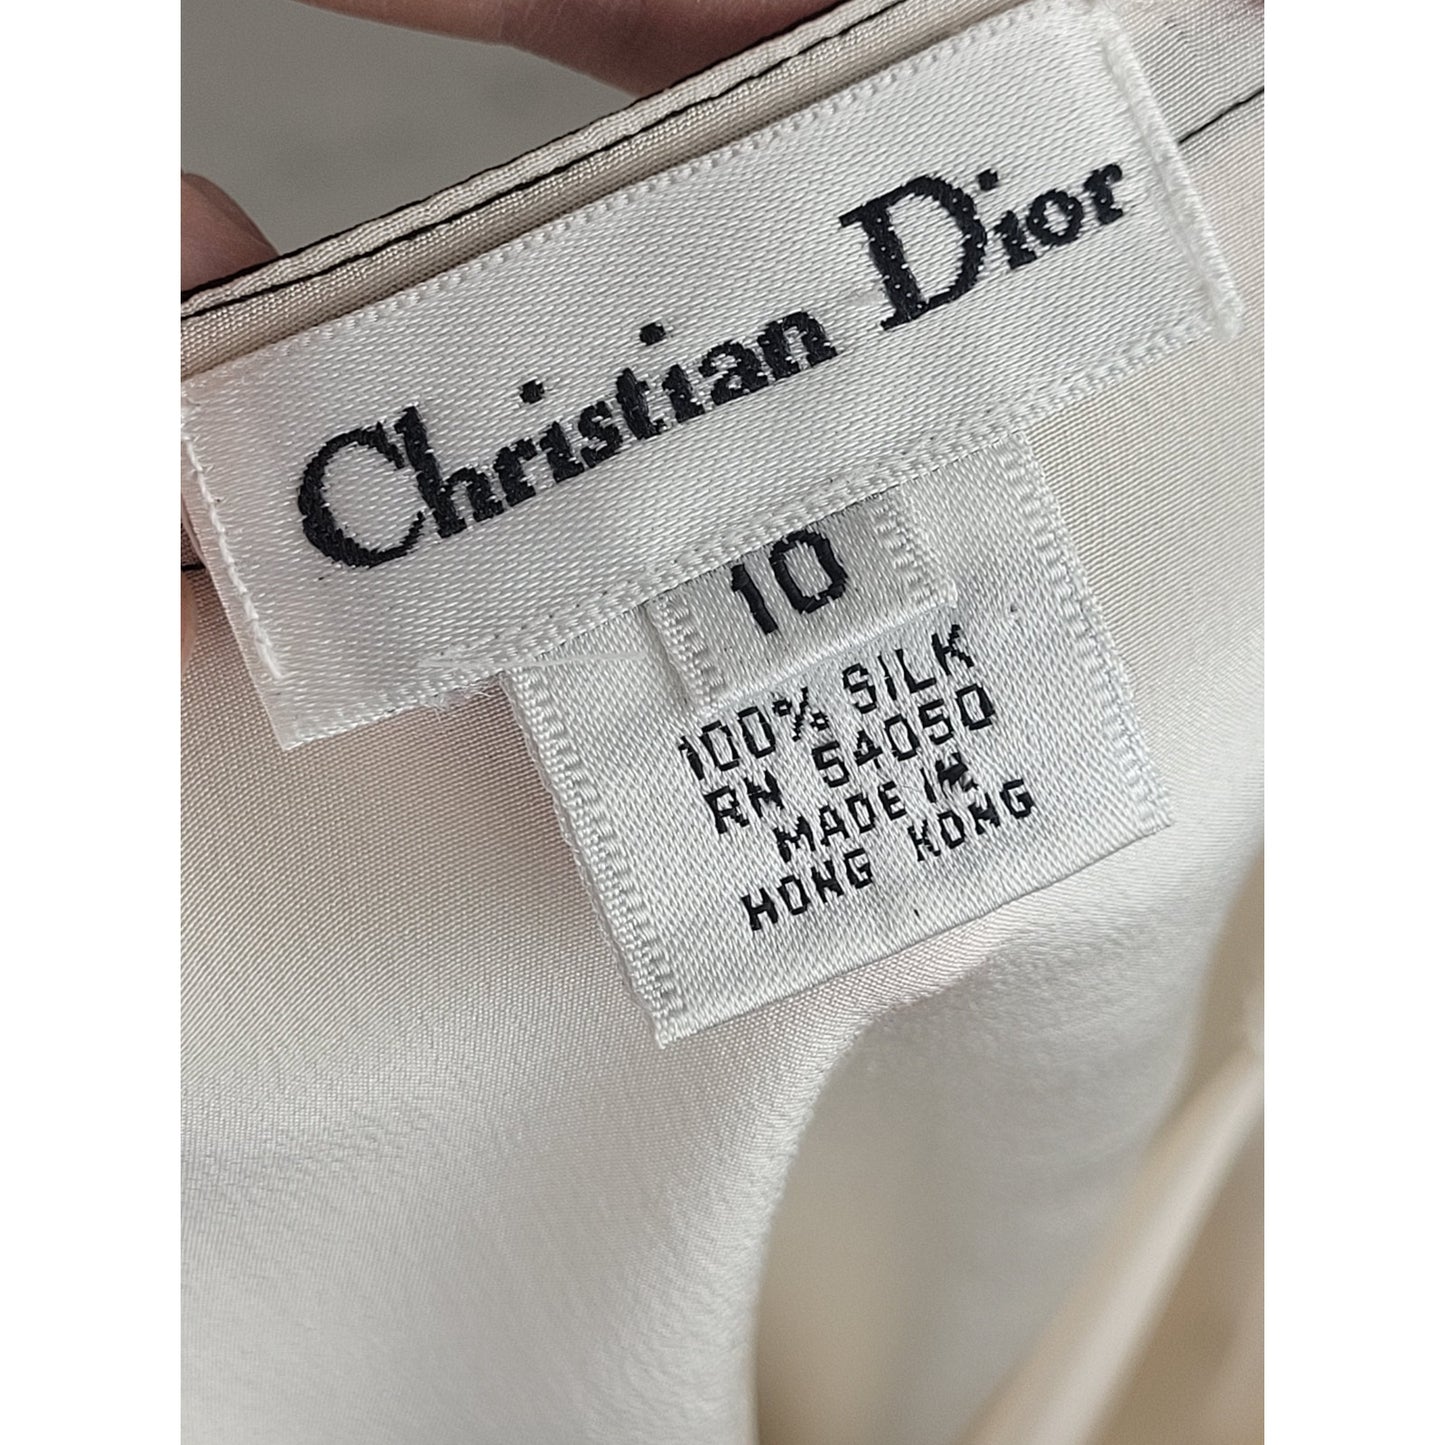 Christian Dior
10
100% SILK
RN 54050
MADE IN
HONG KONG